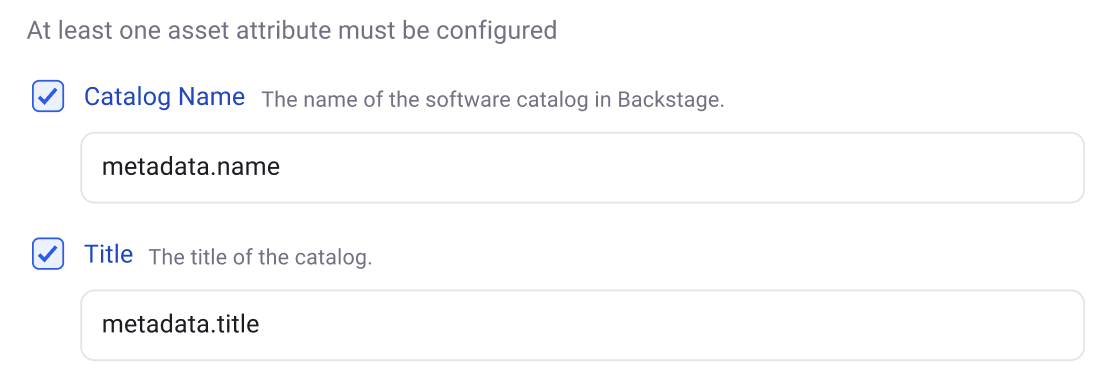 At least one asset attribute must be configured
Catalog Name The name of the software catalog in Backstage.
metadata.name
Title The title of the catalog.
metadata.title